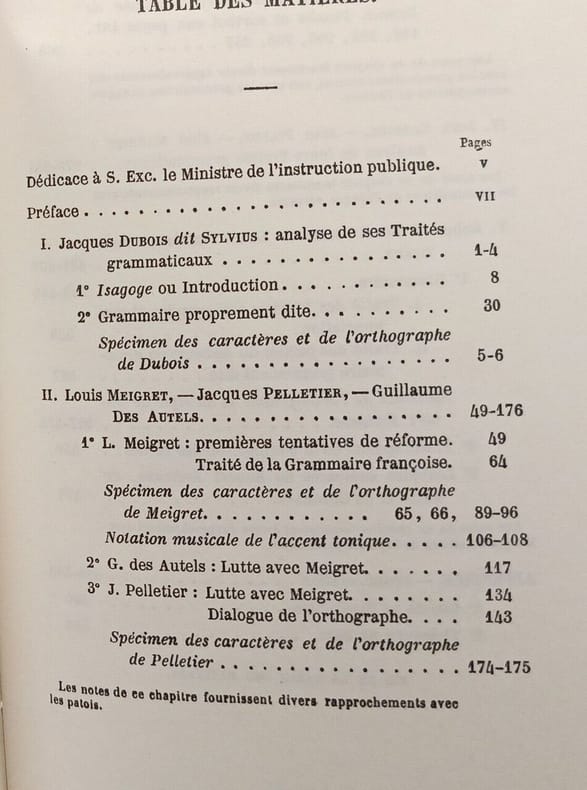 TABLE DES MATIÈRES.
Pages
Dédicace à S. Exc. le Ministre de l'instruction publique. V
Préface . . . . . . . . . . . . . . . . . . . . . . . . . . VII
I. Jacques DUBOIS dit SYLVIUS : analyse de ses Traités
grammaticaux . . . . . . . . . . . . . . . . . 1-4
1° Isagoge ou Introduction . . . . . . . . . . . . 8
2° Grammaire proprement dite. . . . . . . . . . 30
Spécimen des caractères et de l'orthographe
de Dubois . . . . . . . . . . . . . . . . . . . 5-6
II. Louis MEIGRET, — Jacques PELLETIER, — Guillaume
DES AUTELS. . . . . . . . . . . . . . . . . . . 49-176
1° L. Meigret : premières tentatives de réforme. 49
Traité de la Grammaire françoise. 64
Spécimen des caractères et de l'orthographe
de Meigret. . . . . . . . . . . . 65, 66, 89-96
Notation musicale de l'accent tonique. . . . . 106-108
2° G. des Autels : Lutte avec Meigret. . . . . . . 117
3° J. Pelletier : Lutte avec Meigret. . . . . . . . 134
Dialogue de l'orthographe. . . . 143
Spécimen des caractères et de l'orthographe
de Pelletier . . . . . . . . . . . . . . . . . 174-175
Les notes de ce chapitre fournissent divers rapprochements avec
les patois.